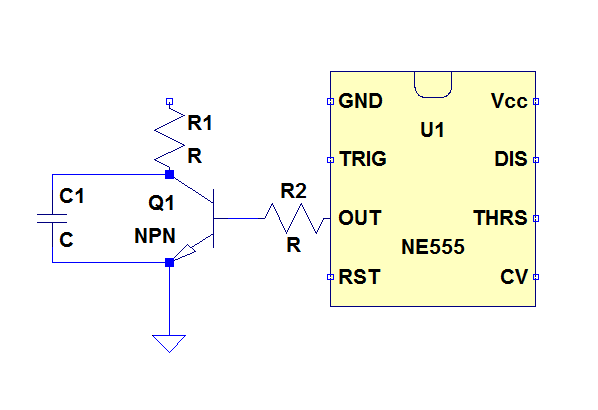 GND
Vcc
R1
U1
R
TRIG
DIS
C1
R2
Q1
OUT
THRS
NPN
C
R
NE555
RST
CV